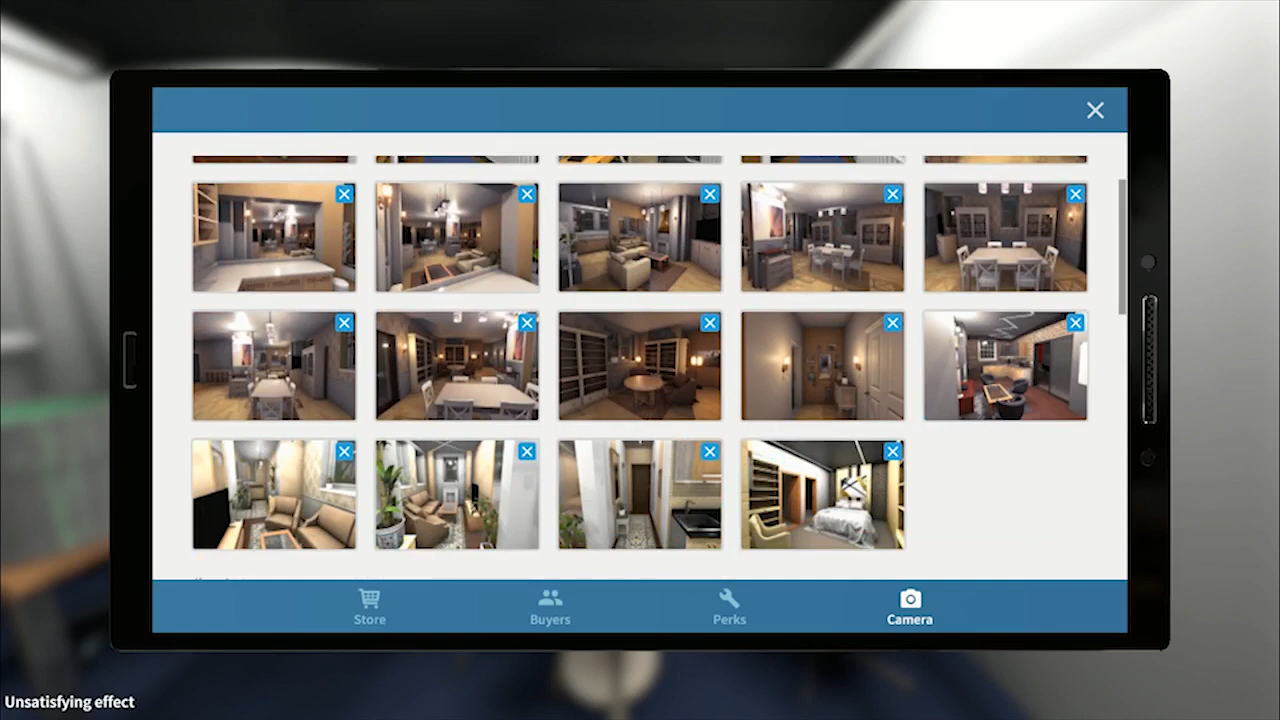 Store
Buyers
Perks
Camera
Unsatisfying effect